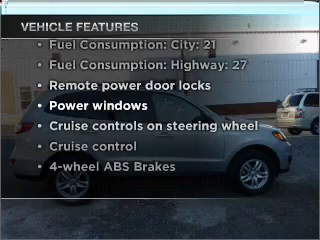 VEHICLE FEATURES
• Fuel Consumption: City: 21
• Fuel Consumption: Highway: 27
• Remote power door locks
• Power windows
• Cruise controls on steering wheel
• Cruise control
• 4-wheel ABS Brakes